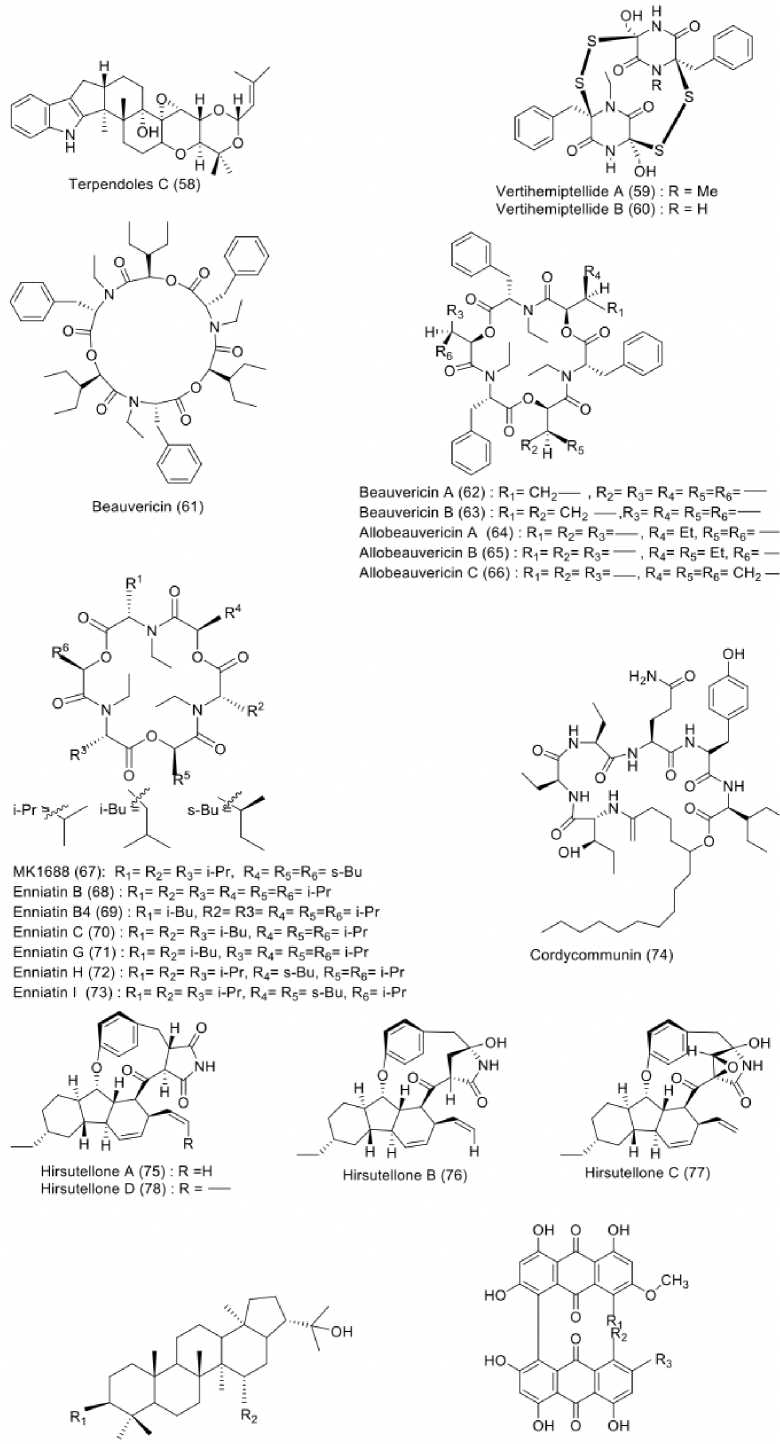 Terpendoles C (58)
Vertihemiptellide A (59) : R = Me
Vertihemiptellide B (60) : R = H
Beauvericin (61)
Beauvericin A (62) : R₁= CH₂— , R₂= R₃= R₄= R₅=R₆= —
Beauvericin B (63) : R₁= R₂= CH₂ — ,R₃= R₄= R₅=R₆= —
Allobeauvericin A (64) : R₁= R₂= R₃=—, R₄= Et, R₅=R₆= —
Allobeauvericin B (65) : R₁= R₂= R₃= — , R₄= R₅= Et, R₆= —
Allobeauvericin C (66) : R₁= R₂= R₃= —, R₄= R₅=R₆= CH₂ —
i-Pr = i-Bu = s-Bu =
MK1688 (67): R₁= R₂= R₃= i-Pr, R₄= R₅=R₆= s-Bu
Enniatin B (68) : R₁= R₂= R₃= R₄= R₅=R₆= i-Pr
Enniatin B4 (69) : R₁= i-Bu, R2= R3= R₄= R₅=R₆= i-Pr
Enniatin C (70) : R₁= R₂= R₃= i-Bu, R₄= R₅=R₆= i-Pr
Enniatin G (71) : R₁= R₂= i-Bu, R₃= R₄= R₅=R₆= i-Pr
Enniatin H (72) : R₁= R₂= R₃= i-Pr, R₄= s-Bu, R₅=R₆= i-Pr
Enniatin I (73) : R₁= R₂= R₃= i-Pr, R₄= R₅= s-Bu, R₆= i-Pr
Cordycommunin (74)
Hirsutellone A (75) : R =H
Hirsutellone D (78) : R = —
Hirsutellone B (76)
Hirsutellone C (77)